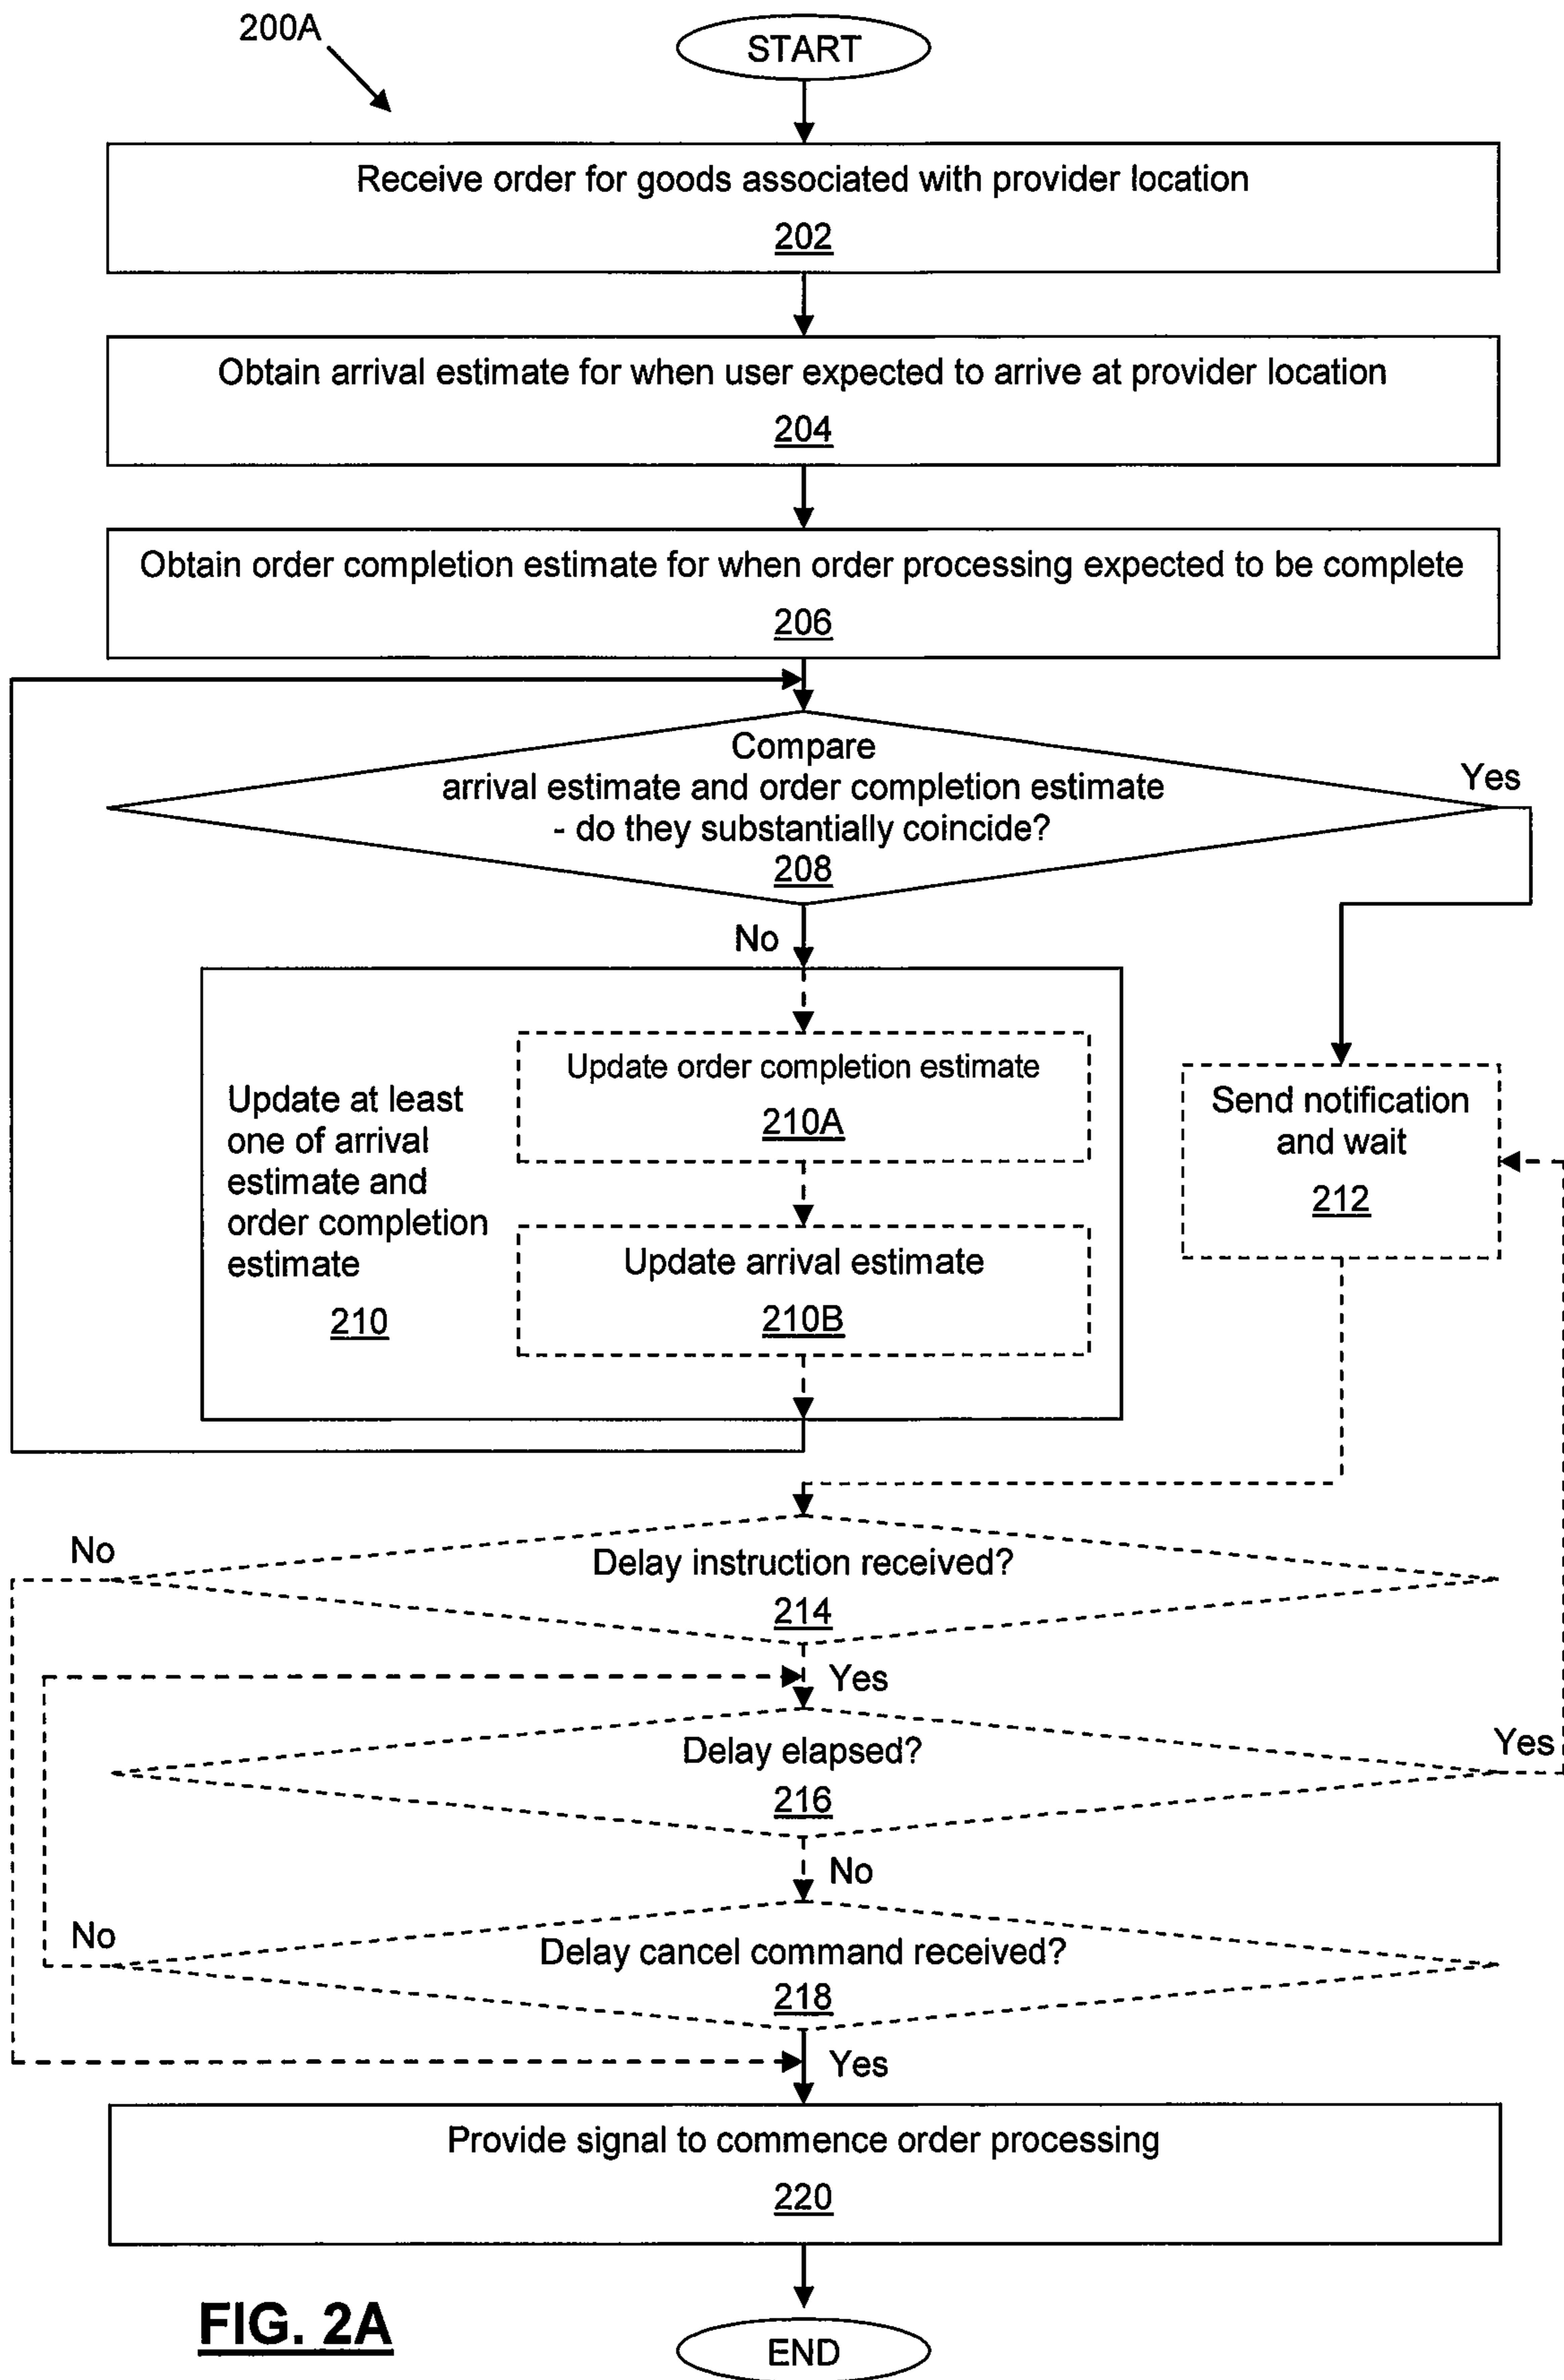 200A
START
Receive order for goods associated with provider location
202
Obtain arrival estimate for when user expected to arrive at provider location
204
Obtain order completion estimate for when order processing expected to be complete
206
Compare
arrival estimate and order completion estimate
- do they substantially coincide?
208
Yes
No
Update at least
one of arrival
estimate and
order completion
estimate
210
Update order completion estimate
210A
Update arrival estimate
210B
Send notification
and wait
212
No
Delay instruction received?
214
Yes
Delay elapsed?
216
Yes
No
No
Delay cancel command received?
218
Yes
Provide signal to commence order processing
220
FIG. 2A
END